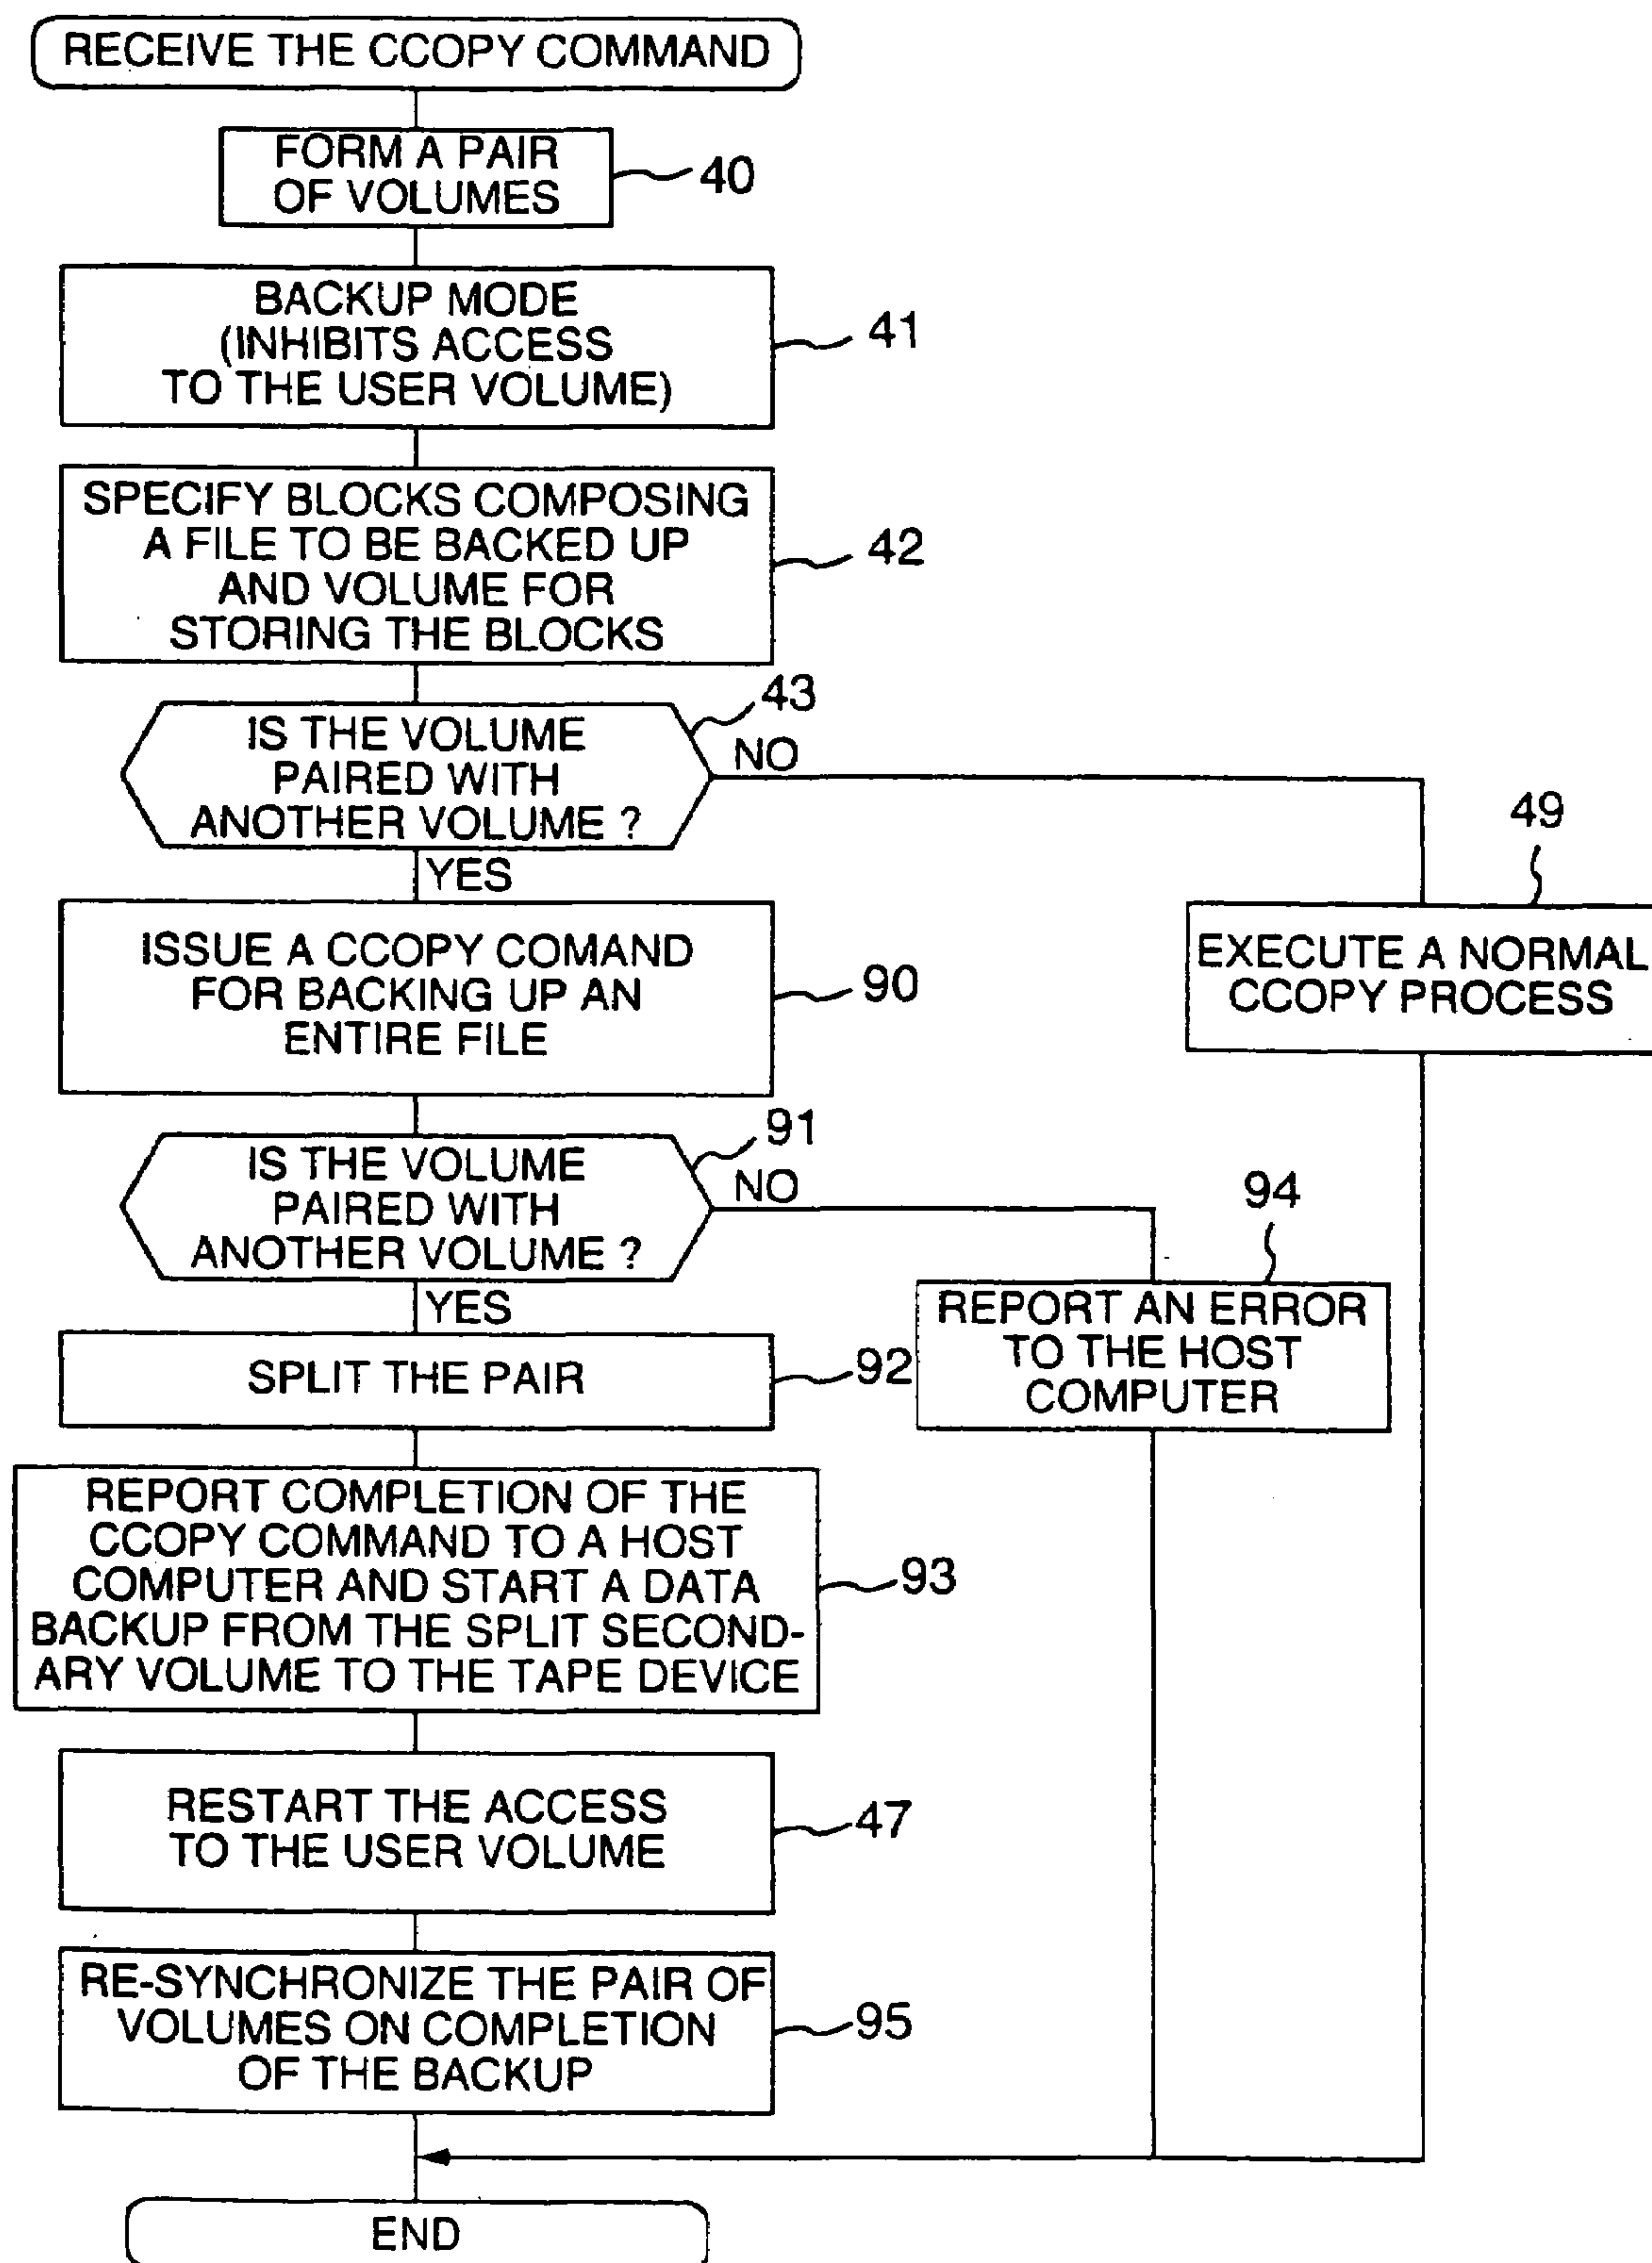 RECEIVE THE CCOPY COMMAND
FORM A PAIR
OF VOLUMES
40
BACKUP MODE
(INHIBITS ACCESS
TO THE USER VOLUME)
41
SPECIFY BLOCKS COMPOSING
A FILE TO BE BACKED UP
AND VOLUME FOR
STORING THE BLOCKS
42
IS THE VOLUME
PAIRED WITH
ANOTHER VOLUME ?
43
NO
YES
49
EXECUTE A NORMAL
CCOPY PROCESS
ISSUE A CCOPY COMAND
FOR BACKING UP AN
ENTIRE FILE
90
IS THE VOLUME
PAIRED WITH
ANOTHER VOLUME ?
91
NO
YES
94
REPORT AN ERROR
TO THE HOST
COMPUTER
SPLIT THE PAIR
92
REPORT COMPLETION OF THE
CCOPY COMMAND TO A HOST
COMPUTER AND START A DATA
BACKUP FROM THE SPLIT SECOND-
ARY VOLUME TO THE TAPE DEVICE
93
RESTART THE ACCESS
TO THE USER VOLUME
47
RE-SYNCHRONIZE THE PAIR OF
VOLUMES ON COMPLETION
OF THE BACKUP
95
END